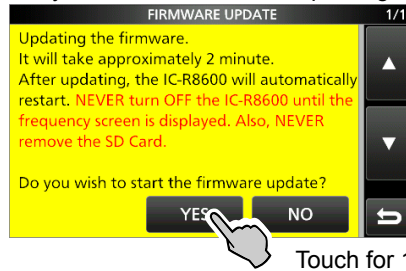 FIRMWARE UPDATE 1/1
Updating the firmware.
It will take approximately 2 minute.
After updating, the IC-R8600 will automatically
restart. NEVER turn OFF the IC-R8600 until the
frequency screen is displayed. Also, NEVER
remove the SD Card.
Do you wish to start the firmware update?
YES NO
Touch for 1